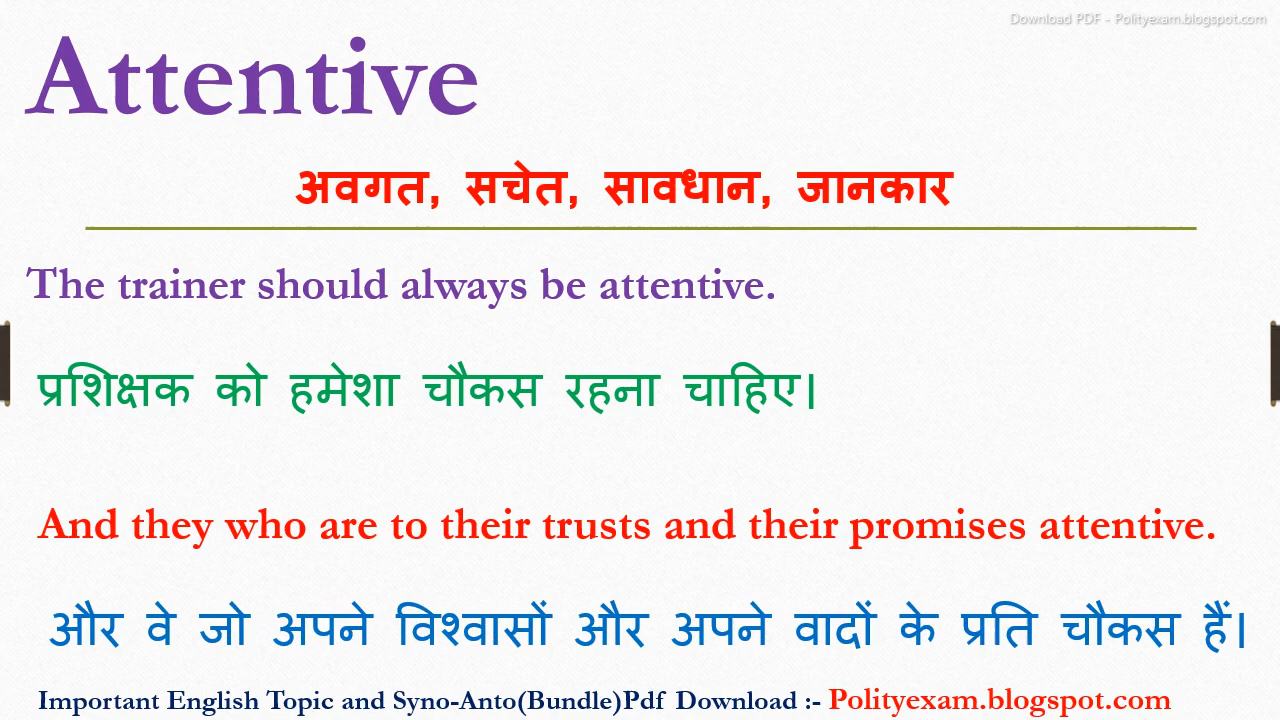 Download PDF - Polityexam.blogspot.com
Attentive
अवगत, सचेत, सावधान, जानकार
The trainer should always be attentive.
प्रशिक्षक को हमेशा चौकस रहना चाहिए।
And they who are to their trusts and their promises attentive.
और वे जो अपने विश्वासों और अपने वादों के प्रति चौकस हैं।
Important English Topic and Syno-Anto(Bundle)Pdf Download :- Polityexam.blogspot.com